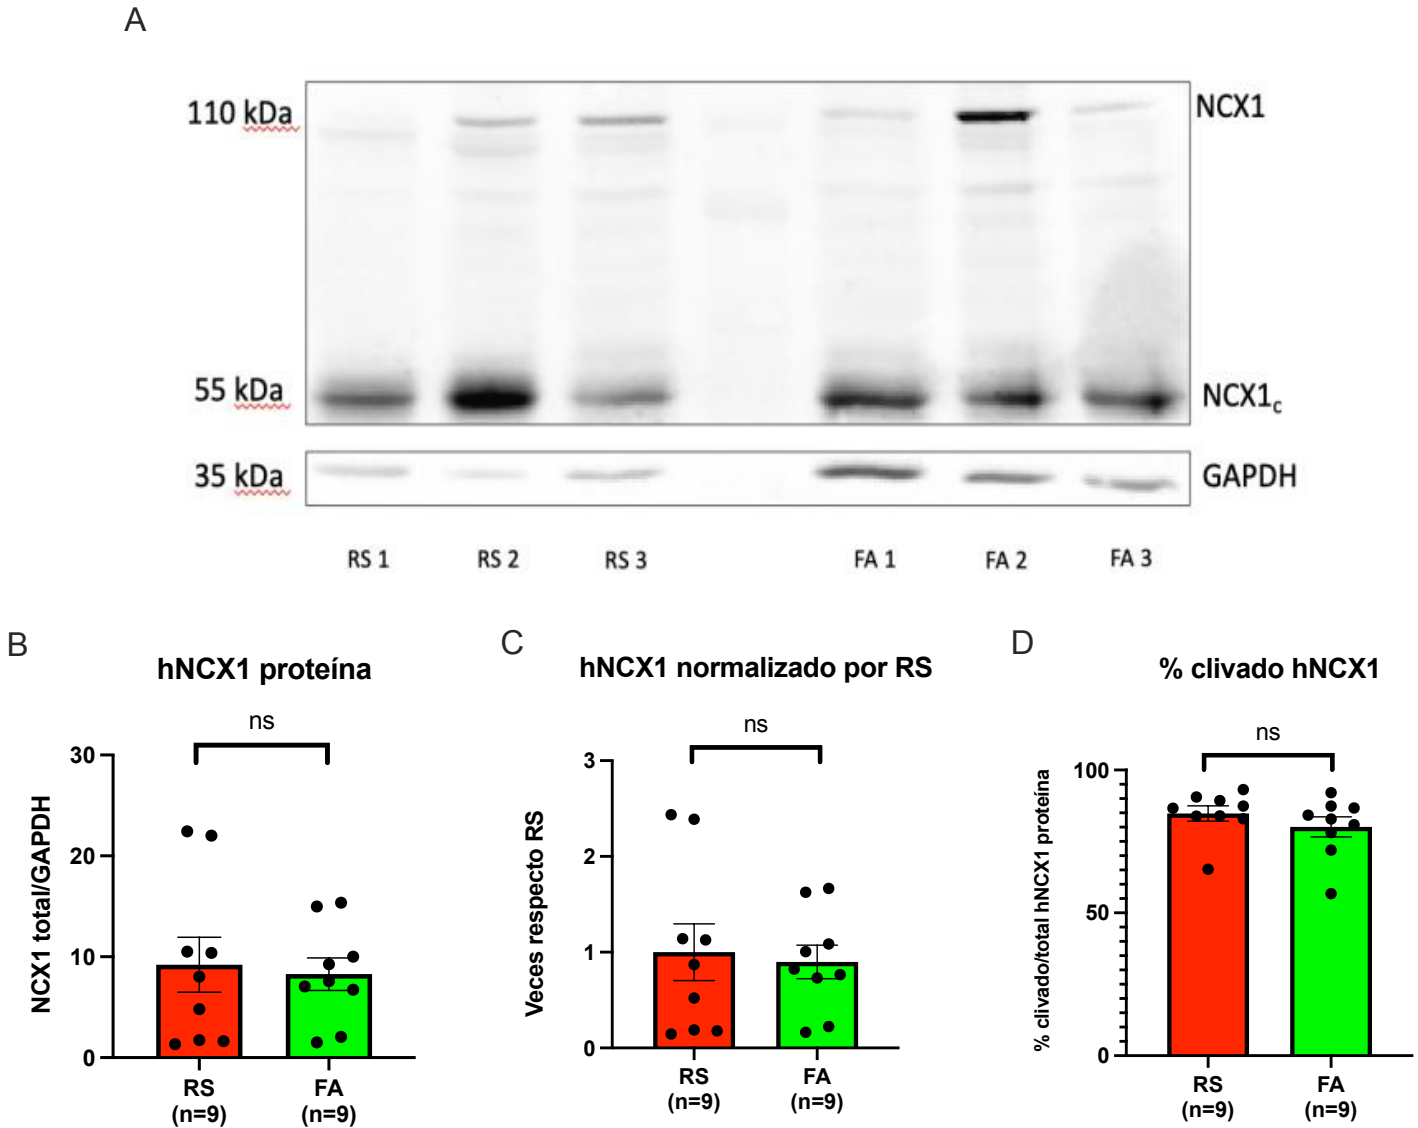 A
110 kDa
NCX1
55 kDa
NCX1c
35 kDa
GAPDH
RS 1
RS 2
RS 3
FA 1
FA 2
FA 3
B
hNCX1 proteína
ns
NCX1 total/GAPDH
30
20
10
0
RS
(n=9)
FA
(n=9)
C
hNCX1 normalizado por RS
ns
Veces respecto RS
3
2
1
0
RS
(n=9)
FA
(n=9)
D
% clivado hNCX1
ns
% clivado/total hNCX1 proteína
100
50
0
RS
(n=9)
FA
(n=9)